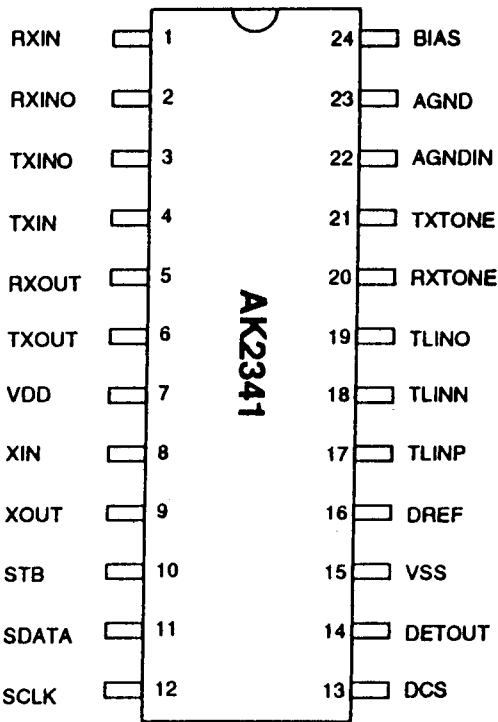 RXIN 1 24 BIAS
RXINO 2 23 AGND
TXINO 3 22 AGNDIN
TXIN 4 21 TXTONE
RXOUT 5 20 RXTONE
TXOUT 6 19 TLINO
VDD 7 18 TLINN
XIN 8 17 TLINP
XOUT 9 16 DREF
STB 10 15 VSS
SDATA 11 14 DETOUT
SCLK 12 13 DCS
AK2341